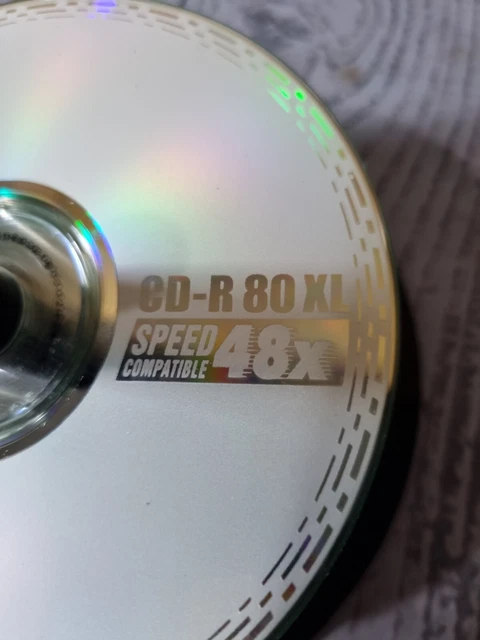 CD-R 80 XL
SPEED 48x
COMPATIBLE